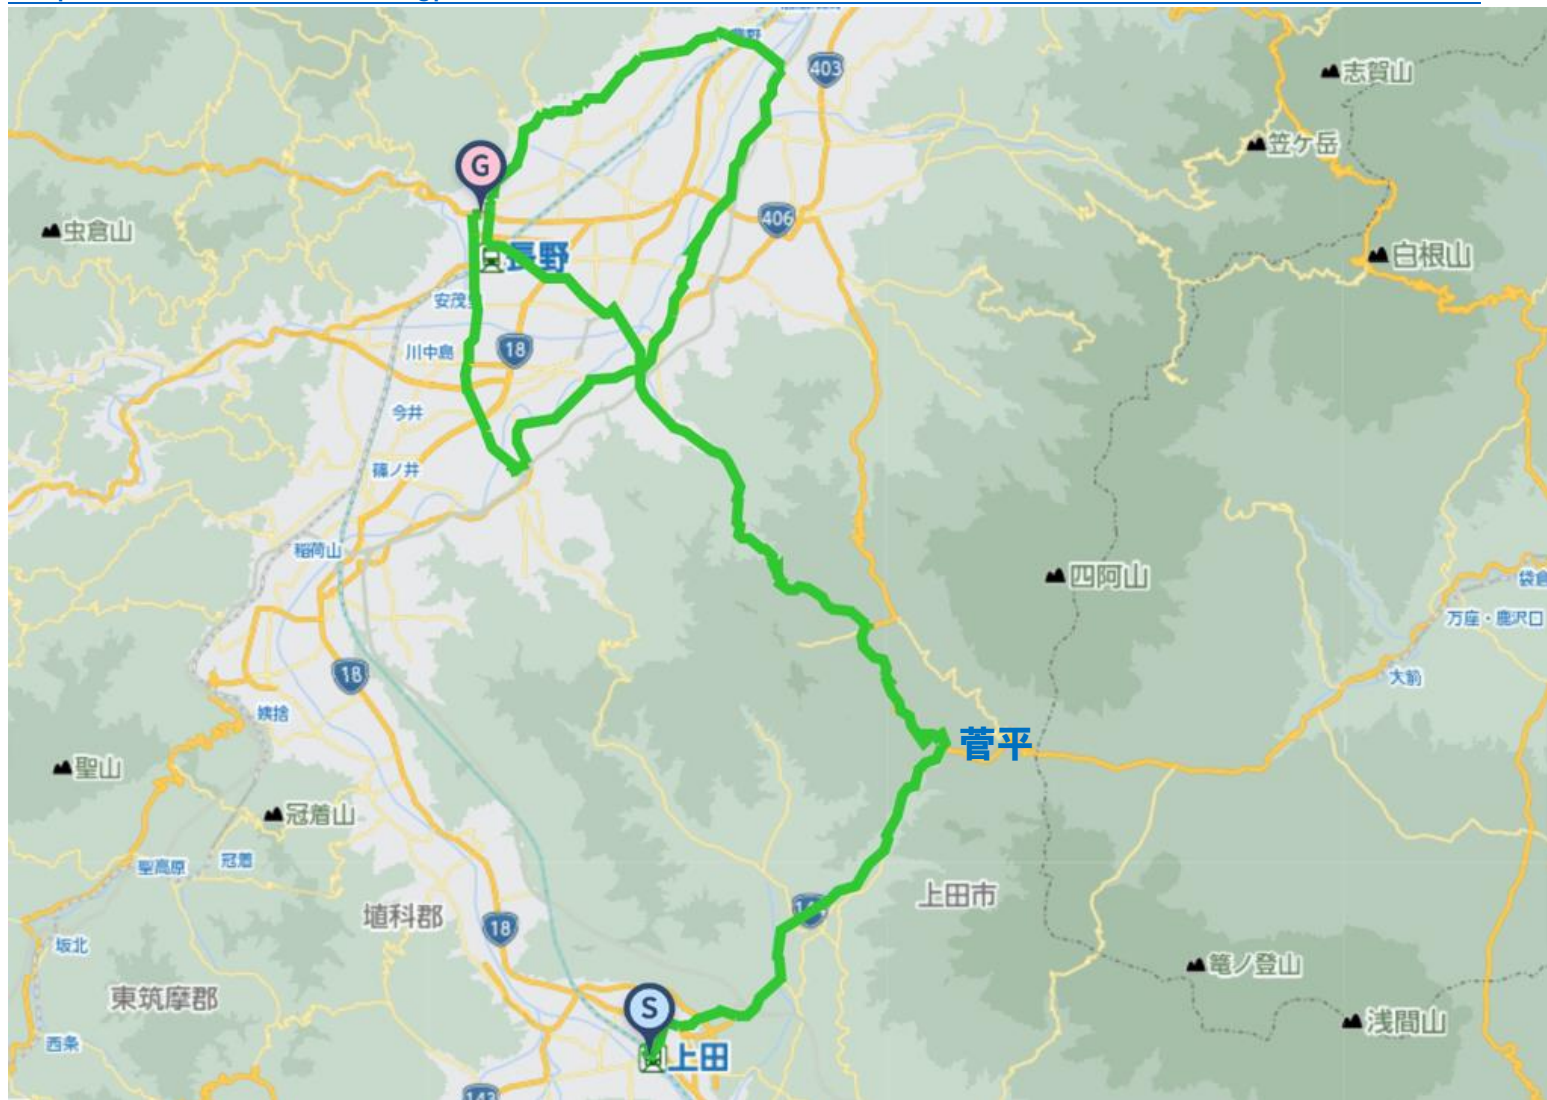 403
志賀山
笠ヶ岳
G
虫倉山
406
長野
白根山
安茂里
18
川中島
今井
篠ノ井
稲荷山
四阿山
袋倉
万座・鹿沢口
18
大前
姨捨
菅平
聖山
冠着山
聖高原
冠着
上田市
埴科郡
18
坂北
篭ノ登山
東筑摩郡
S
浅間山
西条
上田
143